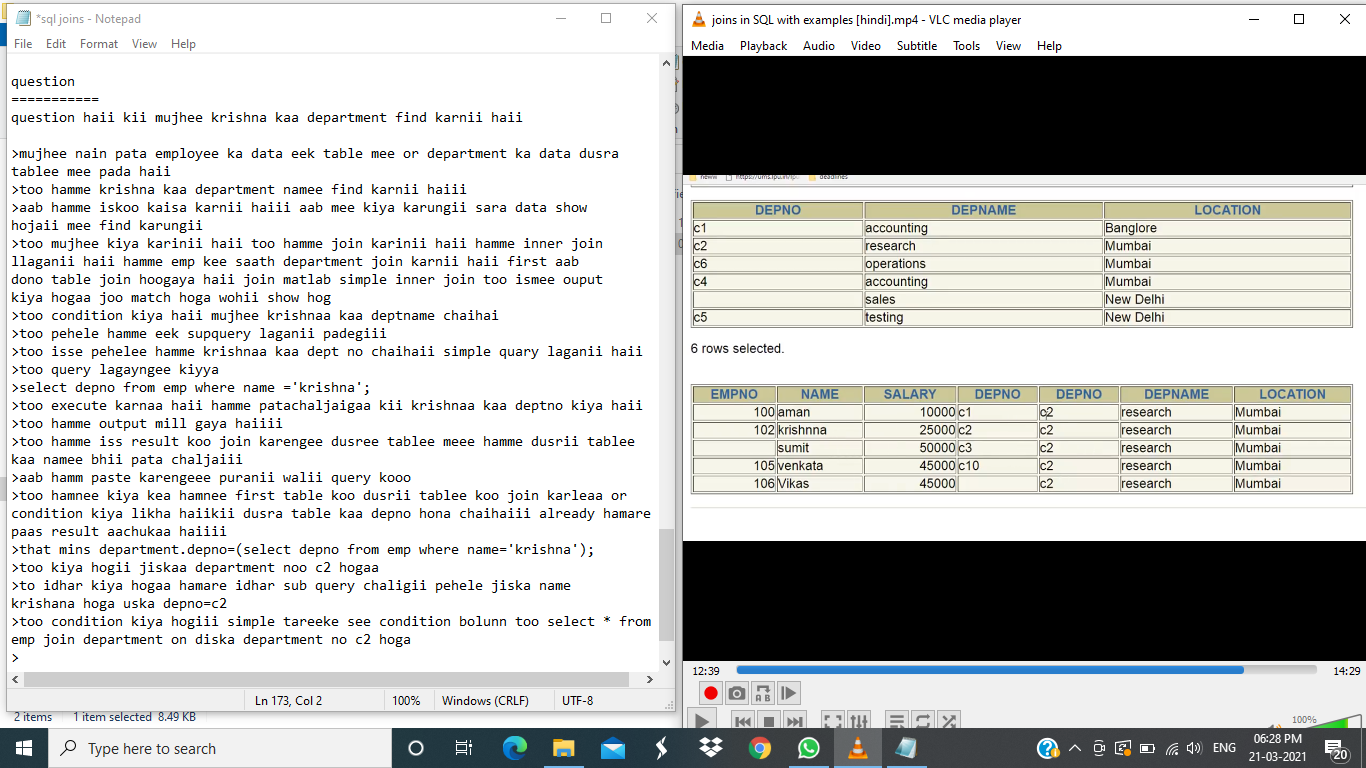 *sql joins - Notepad
File Edit Format View Help
question
===========
question haii kii mujhee krishna kaa department find karnii haii
>mujhee nain pata employee ka data eek table mee or department ka data dusra
tablee mee pada haii
>too hamme krishna kaa department namee find karnii haiii
>aab hamme iskoo kaisa karnii haiii aab mee kiya karungii sara data show
hojaii mee find karungii
>too mujhee kiya karinii haii too hamme join karinii haii hamme inner join
llaganii haii hamme emp kee saath department join karnii haii first aab
dono table join hoogaya haii join matlab simple inner join too ismee ouput
kiya hogaa joo match hoga wohii show hog
>too condition kiya haii mujhee krishnaa kaa deptname chaihai
>too pehele hamme eek supquery laganii padegiii
>too isse pehelee hamme krishnaa kaa dept no chaihaii simple quary laganii haii
>too query lagayngee kiyya
>select depno from emp where name ='krishna';
>too execute karnaa haii hamme patachaljaigaa kii krishnaa kaa deptno kiya haii
>too hamme output mill gaya haiiii
>too hamme iss result koo join karengee dusree tablee meee hamme dusrii tablee
kaa namee bhii pata chaljaiii
>aab hamm paste karengeee puranii walii query kooo
>too hamnee kiya kea hamnee first table koo dusrii tablee koo join karleaa or
condition kiya likha haiikii dusra table kaa depno hona chaihaiii already hamare
paas result aachukaa haiiii
>that mins department.depno=(select depno from emp where name='krishna');
>too kiya hogii jiskaa department noo c2 hogaa
>to idhar kiya hogaa hamare idhar sub query chaligii pehele jiska name
krishana hoga uska depno=c2
>too condition kiya hogiii simple tareeke see condition bolunn too select * from
emp join department on diska department no c2 hoga
>
Ln 173, Col 2 100% Windows (CRLF) UTF-8
2 items 1 item selected 8.49 KB
joins in SQL with examples [hindi].mp4 - VLC media player
Media Playback Audio Video Subtitle Tools View Help
neww https://ums.lpu.in/lp deadlines
DEPNO DEPNAME LOCATION
c1 accounting Banglore
c2 research Mumbai
c6 operations Mumbai
c4 accounting Mumbai
sales New Delhi
c5 testing New Delhi
6 rows selected.
EMPNO NAME SALARY DEPNO DEPNO DEPNAME LOCATION
100 aman 10000 c1 c2 research Mumbai
102 krishnna 25000 c2 c2 research Mumbai
sumit 50000 c3 c2 research Mumbai
105 venkata 45000 c10 c2 research Mumbai
106 Vikas 45000 c2 research Mumbai
12:39 14:29
A B
100%
Type here to search
ENG
06:28 PM
21-03-2021
20